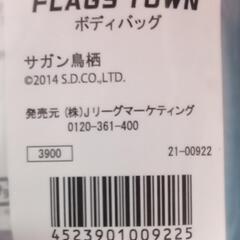 FLAGS TOWN
ボディバッグ
サガン鳥栖
©2014 S.D.CO.,LTD.
発売元 (株)Jリーグマーケティング
0120-361-400
3900 21-00922
4523901009225